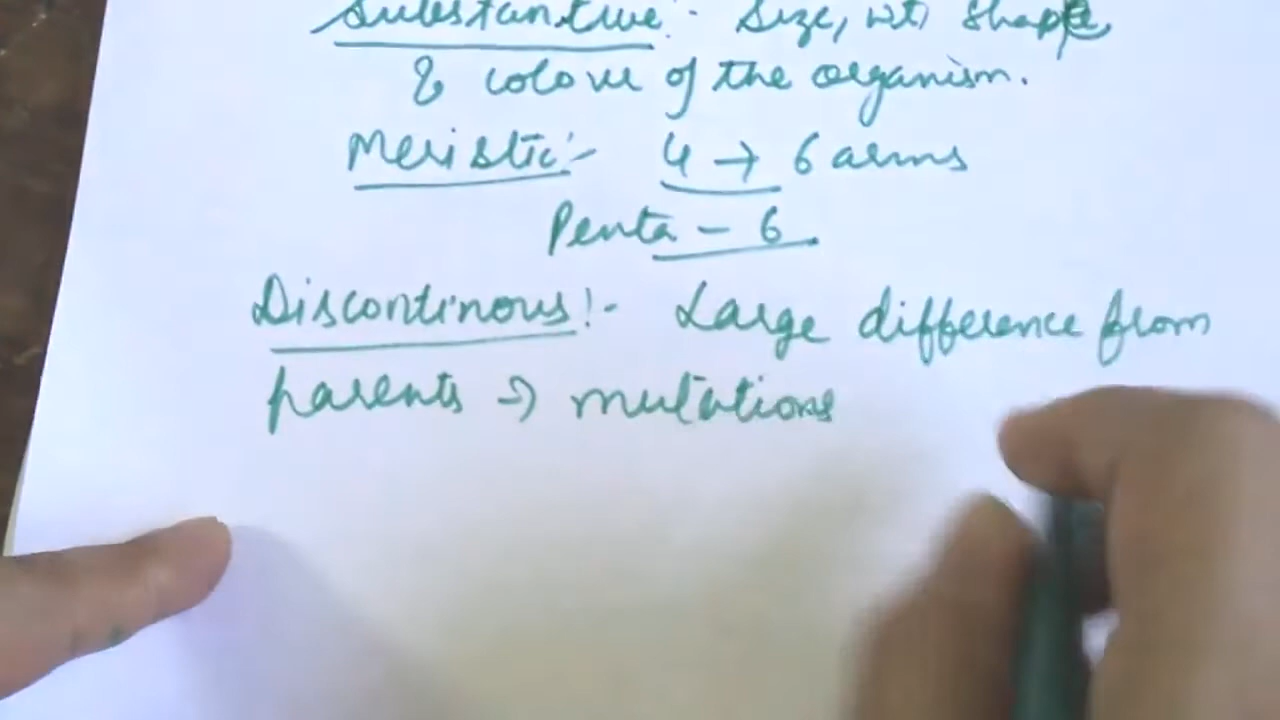 Substantive:- Size, wt, shape
& colour of the organism.
Meristic:- 4 → 6 arms
Penta - 6
Discontinous:- Large difference from
parents → mutations